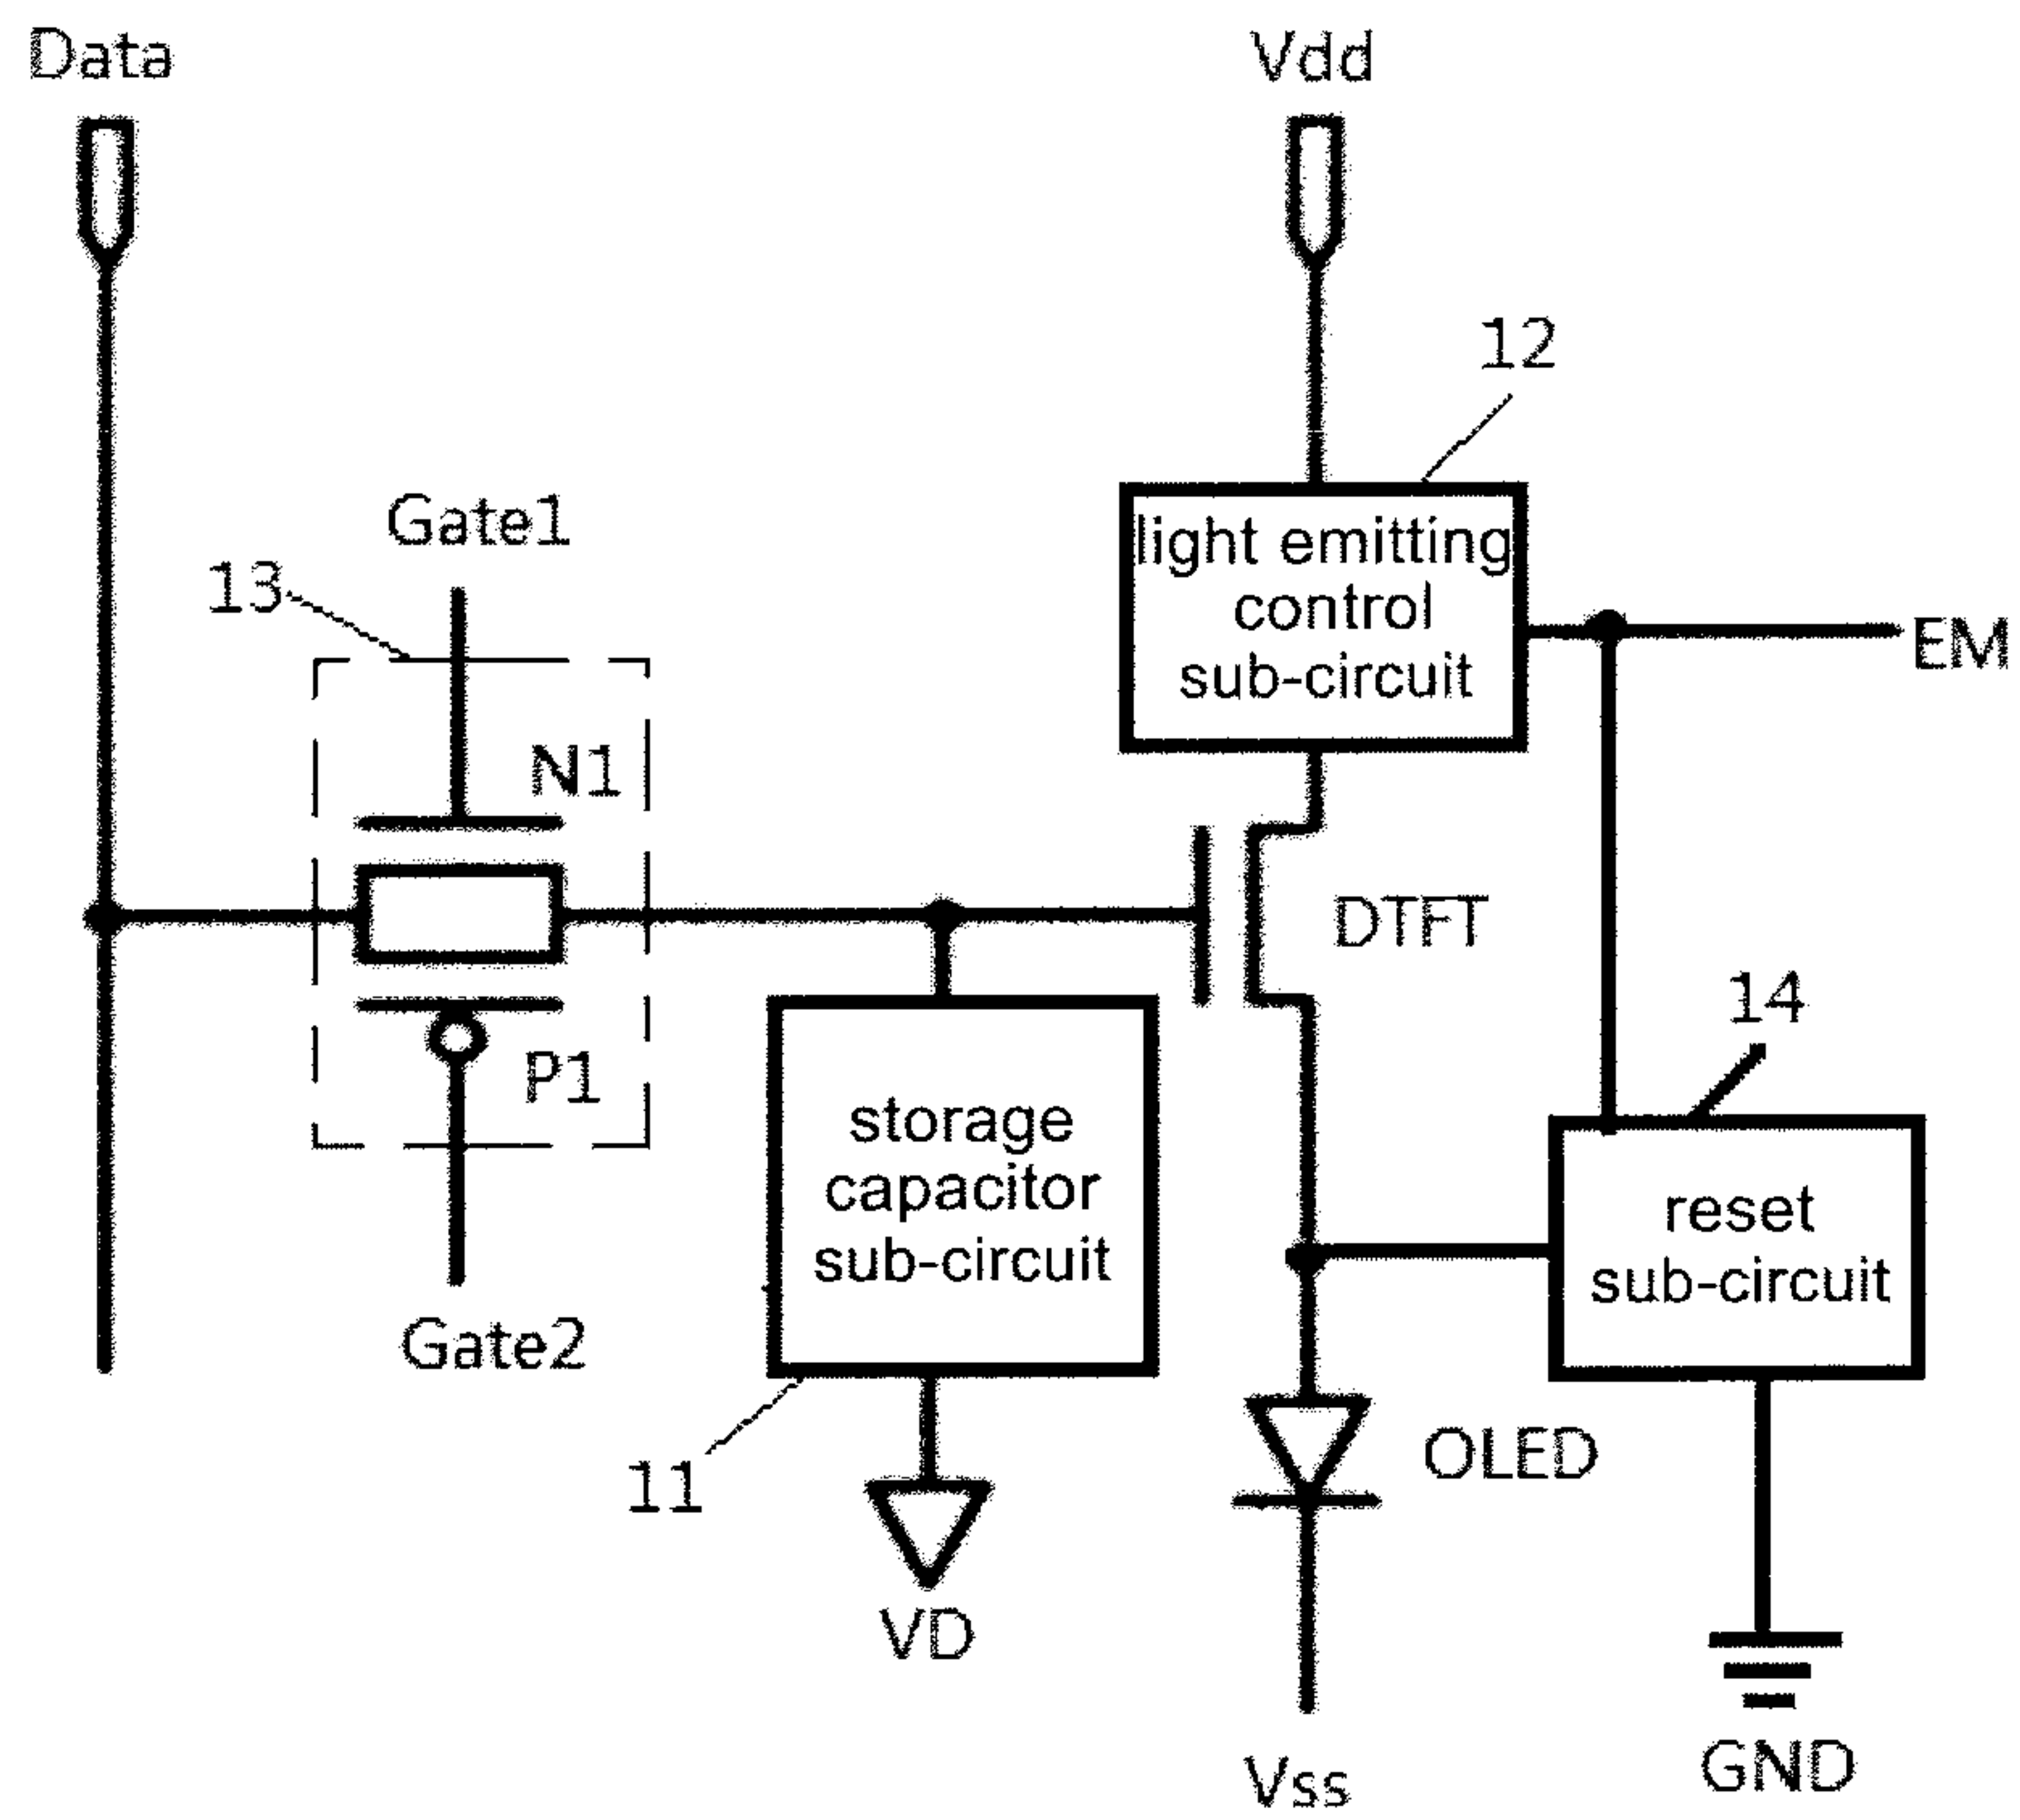 Data
Vdd
12
Gate1
light emitting
control
sub-circuit
13
EM
N1
DTFT
14
P1
storage
capacitor
sub-circuit
reset
sub-circuit
Gate2
11
OLED
VD
Vss
GND